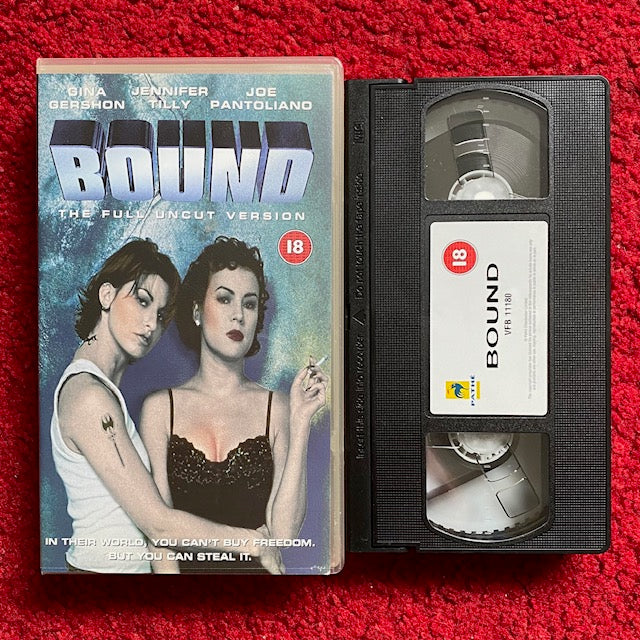 GINA JENNIFER JOE
GERSHON TILLY PANTOLIANO
BOUND
THE FULL UNCUT VERSION
18
IN THEIR WORLD, YOU CAN'T BUY FREEDOM.
BUT YOU CAN STEAL IT.
18
BOUND
VFB 11180
PATHÉ